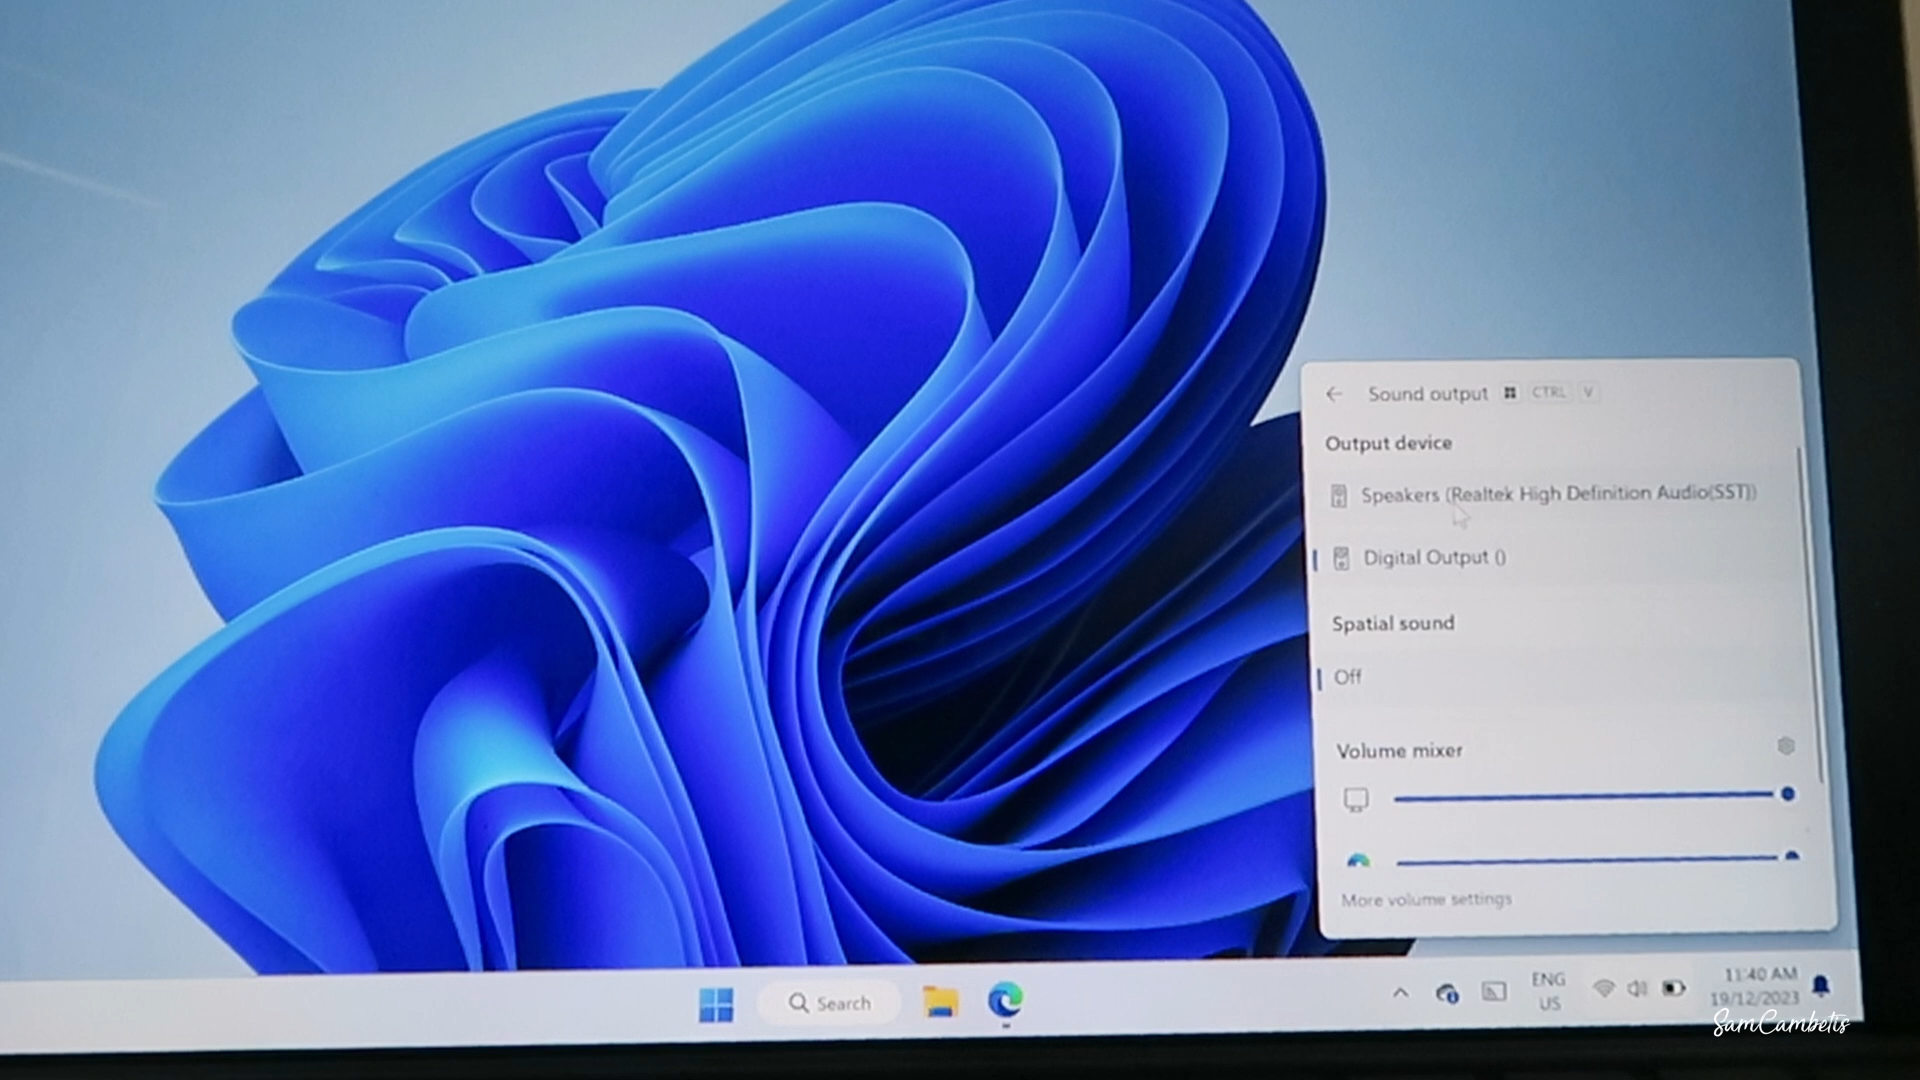 Sound output CTRL V
Output device
Speakers (Realtek High Definition Audio(SST))
Digital Output ()
Spatial sound
Off
Volume mixer
More volume settings
Search
ENG
US
11:40 AM
19/12/2023
SamCambetis